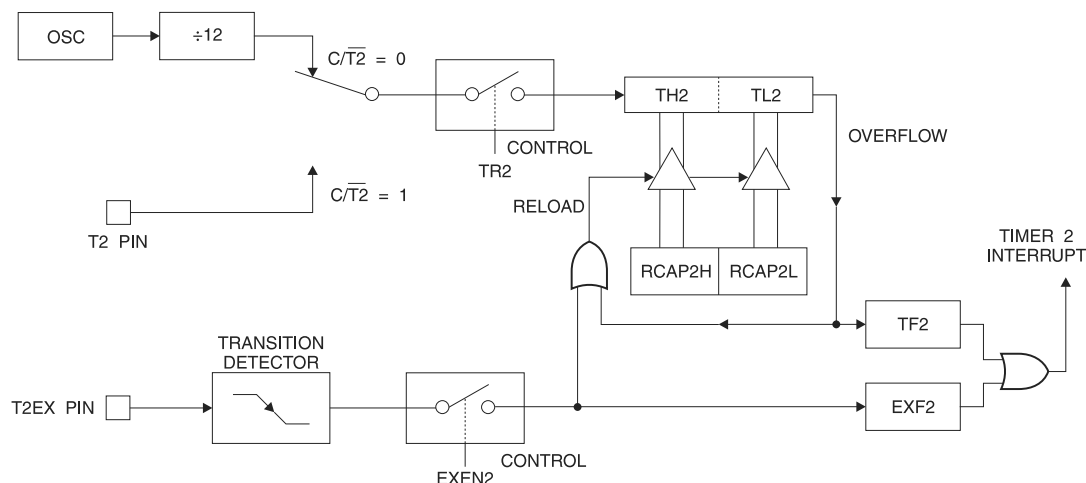 OSC
÷12
C/T2̅ = 0
TH2
TL2
OVERFLOW
CONTROL
TR2
C/T2̅ = 1
T2 PIN
RELOAD
RCAP2H
RCAP2L
TIMER 2
INTERRUPT
TF2
TRANSITION
DETECTOR
T2EX PIN
EXF2
CONTROL
EXEN2